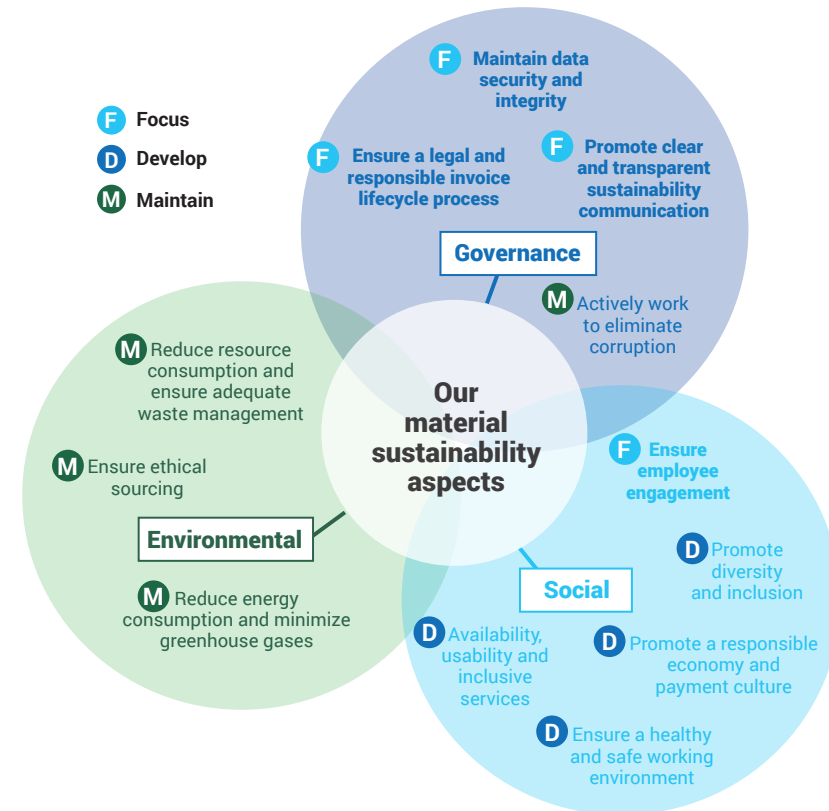 F Maintain data
security and
integrity
F Focus
D Develop
M Maintain
F Ensure a legal and
responsible invoice
lifecycle process
F Promote clear
and transparent
sustainability
communication
Governance
M Actively work
to eliminate
corruption
M Reduce resource
consumption and
ensure adequate
waste management
M Ensure ethical
sourcing
Environmental
M Reduce energy
consumption and minimize
greenhouse gases
Our
material
sustainability
aspects
F Ensure
employee
engagement
D Promote
diversity
and inclusion
Social
D Availability,
usability and
inclusive
services
D Promote a responsible
economy and
payment culture
D Ensure a healthy
and safe working
environment